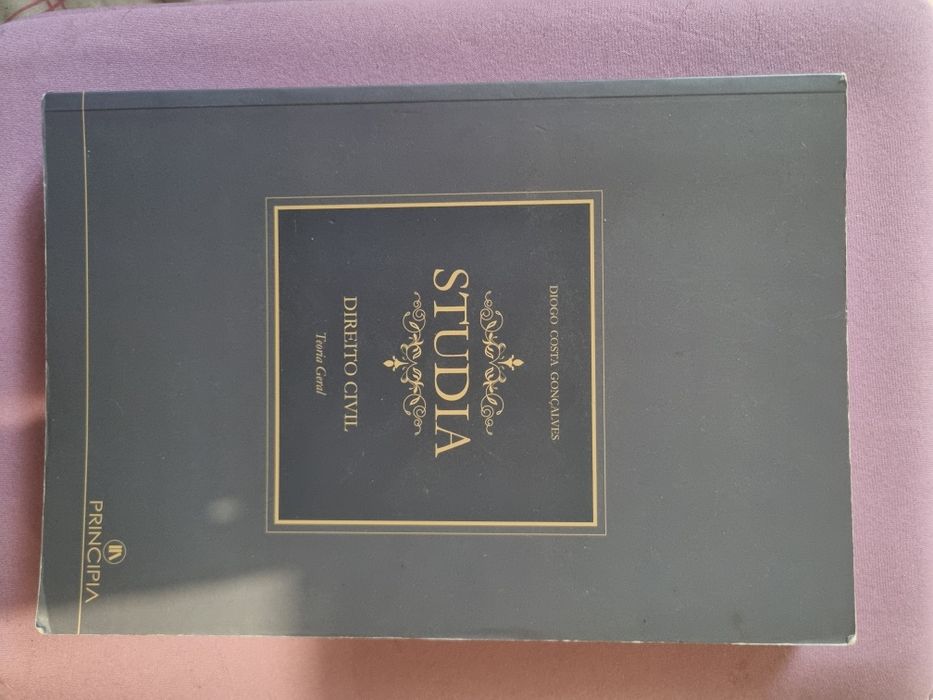 DIOGO COSTA GONÇALVES
STUDIA
DIREITO CIVIL
Teoria Geral
PRINCIPIA